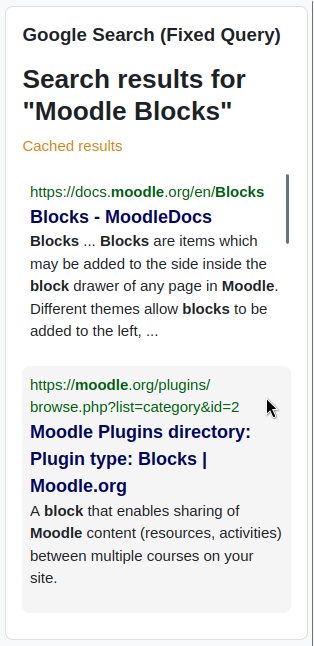 Google Search (Fixed Query)
Search results for
"Moodle Blocks"
Cached results
https://docs.moodle.org/en/Blocks
Blocks - MoodleDocs
Blocks ... Blocks are items which
may be added to the side inside the
block drawer of any page in Moodle.
Different themes allow blocks to be
added to the left, ...
https://moodle.org/plugins/
browse.php?list=category&id=2
Moodle Plugins directory:
Plugin type: Blocks |
Moodle.org
A block that enables sharing of
Moodle content (resources, activities)
between multiple courses on your
site.